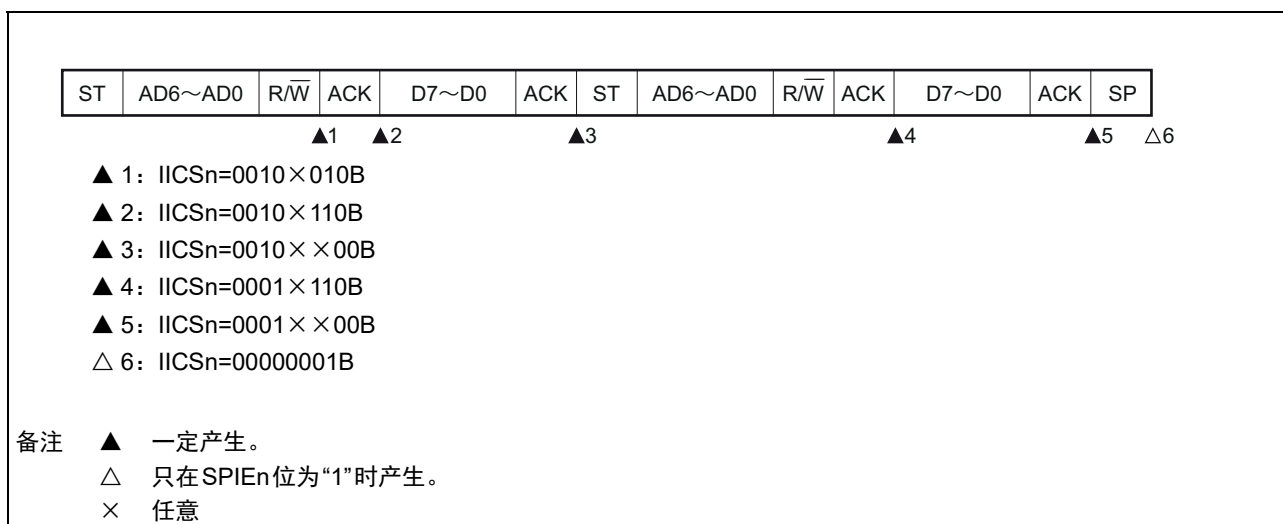 ST AD6～AD0 R/W̅ ACK D7～D0 ACK ST AD6～AD0 R/W̅ ACK D7～D0 ACK SP
▲1 ▲2 ▲3 ▲4 ▲5 △6
▲ 1：IICSn=0010×010B
▲ 2：IICSn=0010×110B
▲ 3：IICSn=0010××00B
▲ 4：IICSn=0001×110B
▲ 5：IICSn=0001××00B
△ 6：IICSn=00000001B
备注 ▲ 一定产生。
△ 只在SPIEn位为“1”时产生。
× 任意